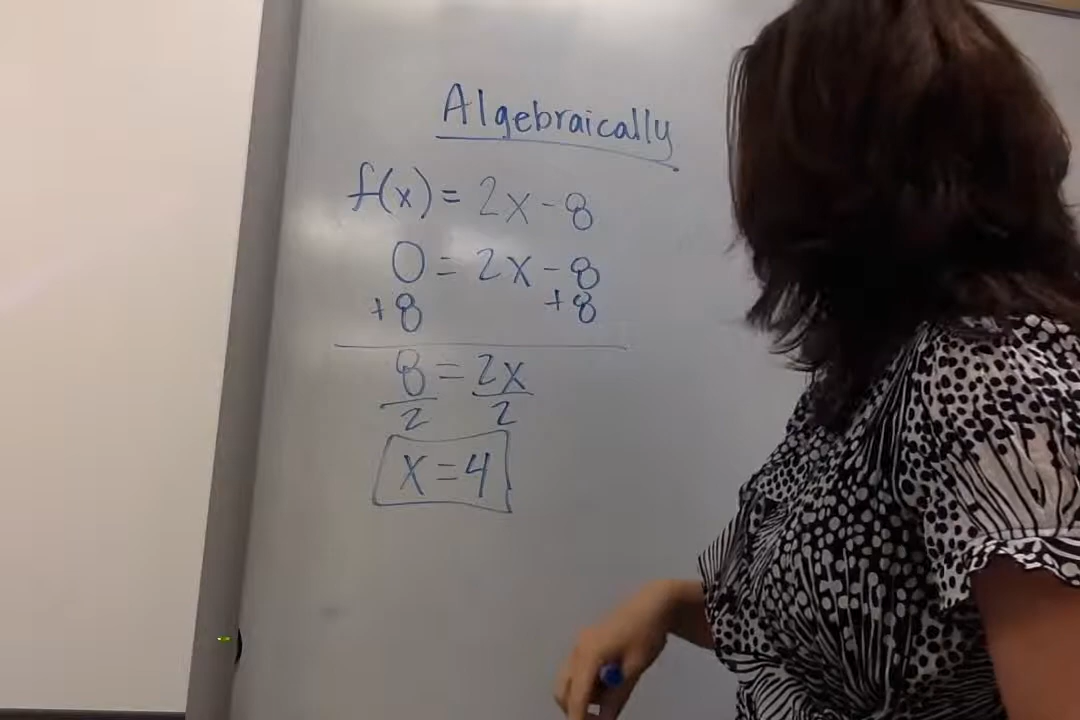 Algebraically
f(x) = 2x - 8
0 = 2x - 8
+8 +8
8 = 2x
2 2
x = 4